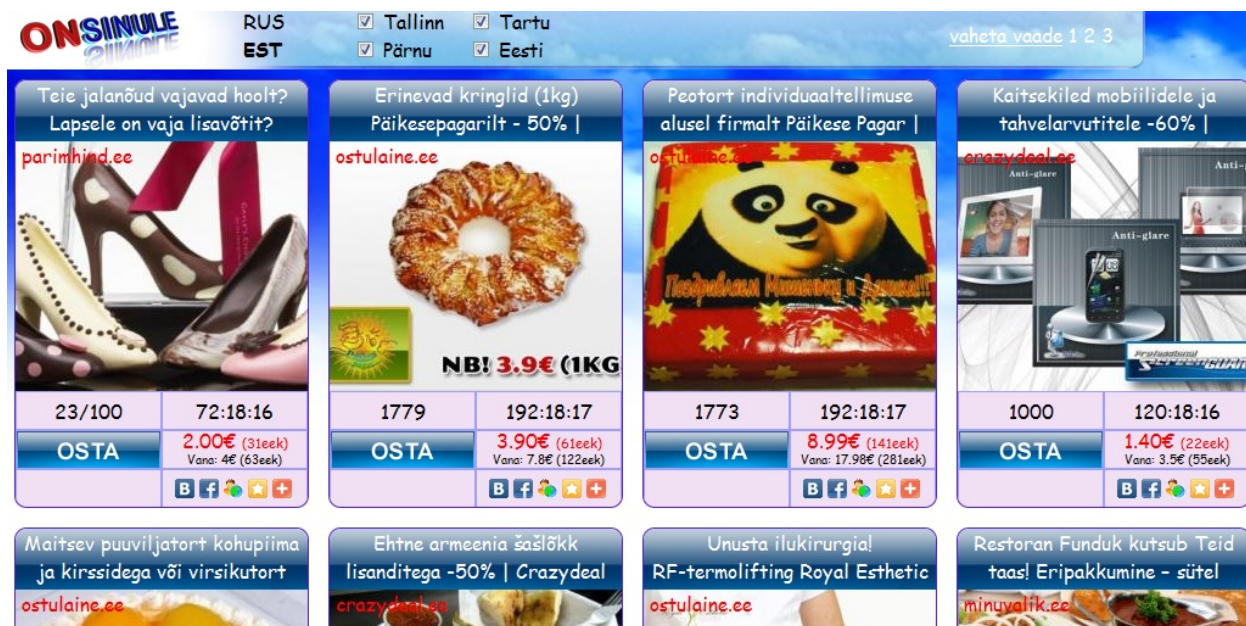 ONSINULE
RUS
EST
Tallinn
Tartu
Pärnu
Eesti
vaheta vaade 1 2 3
Teie jalanõud vajavad hoolt?
Lapsele on vaja lisavõtit?
parimhind.ee
23/100
72:18:16
OSTA
2.00€ (31eek)
Vana: 4€ (63eek)
Erinevad kringlid (1kg)
Päikesepagarilt - 50% |
ostulaine.ee
NB! 3.9€ (1KG
1779
192:18:17
OSTA
3.90€ (61eek)
Vana: 7.8€ (122eek)
Peotort individuaaltellimuse
alusel firmalt Päikese Pagar |
ostulaine.ee
Поздравляем Мишеньку и
1773
192:18:17
OSTA
8.99€ (141eek)
Vana: 17.98€ (281eek)
Kaitsekiled mobiilidele ja
tahvelarvutitele -60% |
crazydeal.ee
Anti-glare
Anti-g
Anti-glare
Professional
1000
120:18:16
OSTA
1.40€ (22eek)
Vana: 3.5€ (55eek)
Maitsev puuviljatort kohupiima
ja kirssidega või virsikutort
ostulaine.ee
Ehtne armeenia šašlõkk
lisanditega -50% | Crazydeal
crazydeal.ee
Unusta ilukirurgia!
RF-termolifting Royal Esthetic
ostulaine.ee
Restoran Funduk kutsub Teid
taas! Eripakkumine - sütel
minuvalik.ee